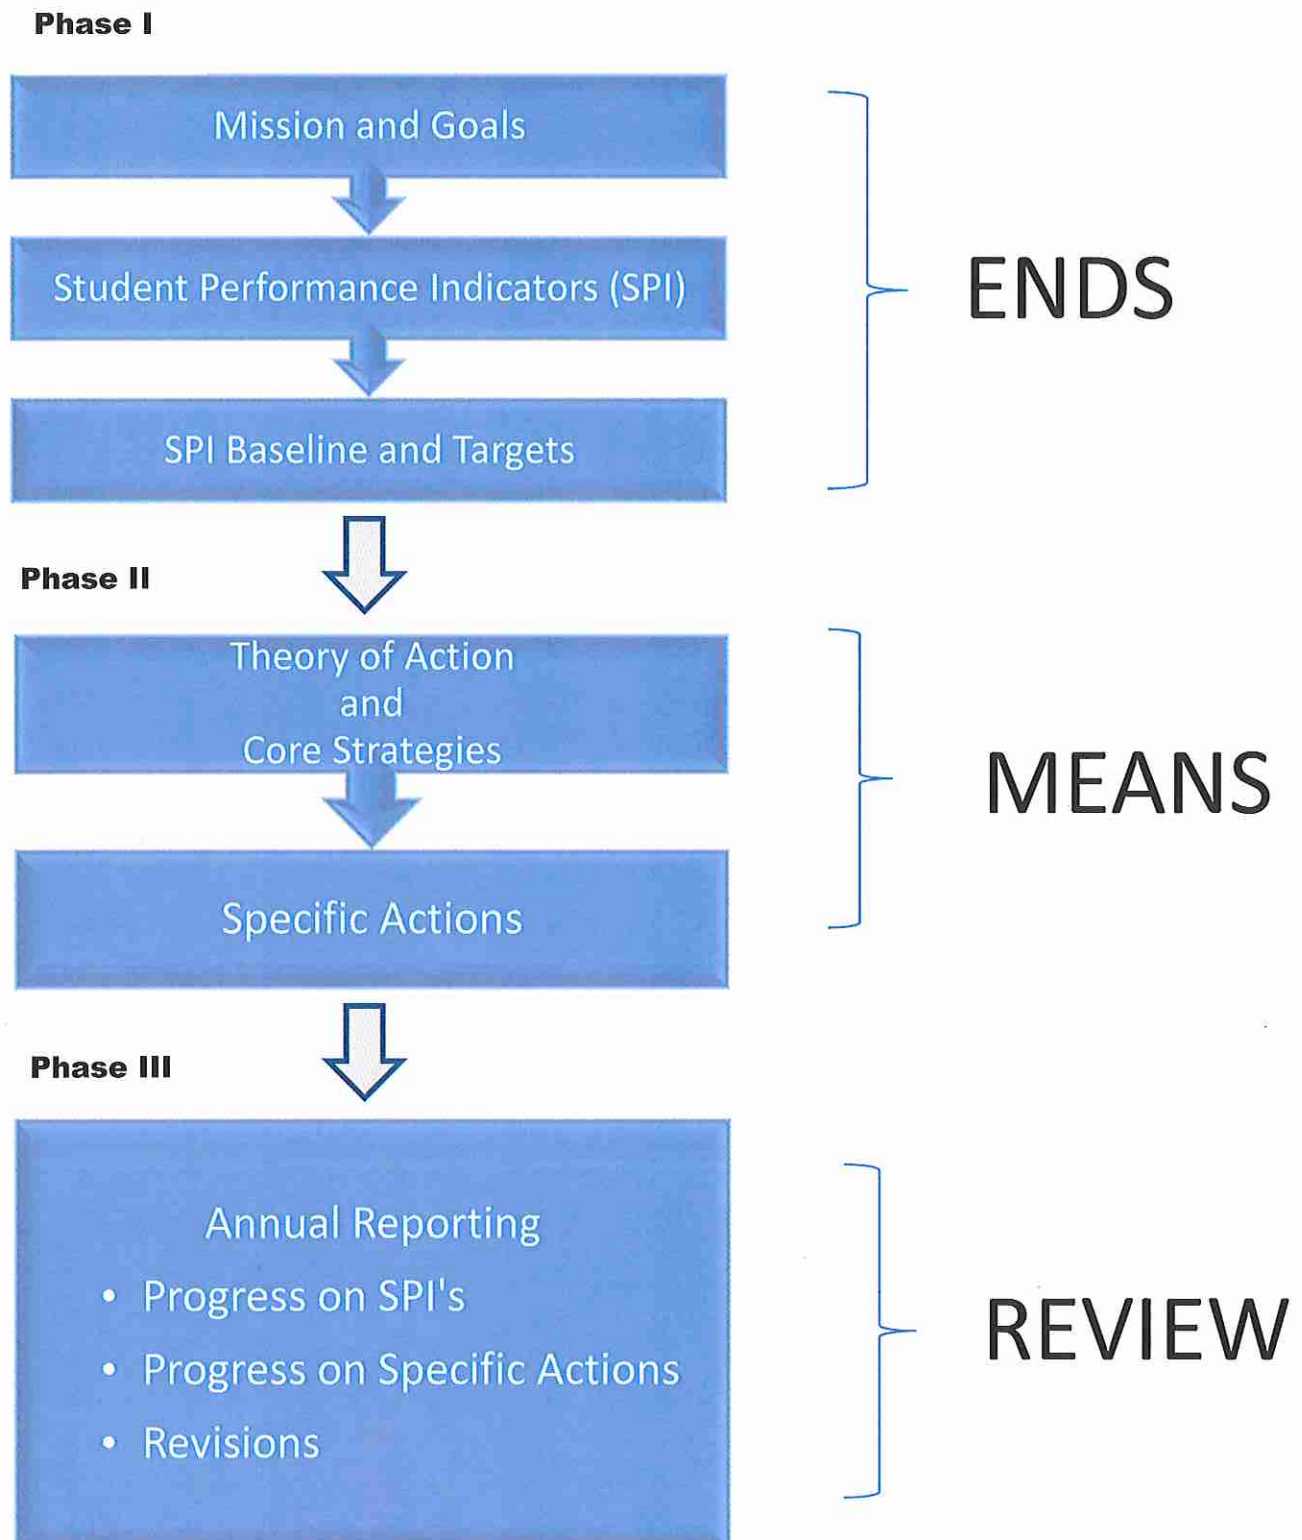 Phase I
Mission and Goals
Student Performance Indicators (SPI)
SPI Baseline and Targets
ENDS
Phase II
Theory of Action
and
Core Strategies
Specific Actions
MEANS
Phase III
Annual Reporting
• Progress on SPI's
• Progress on Specific Actions
• Revisions
REVIEW